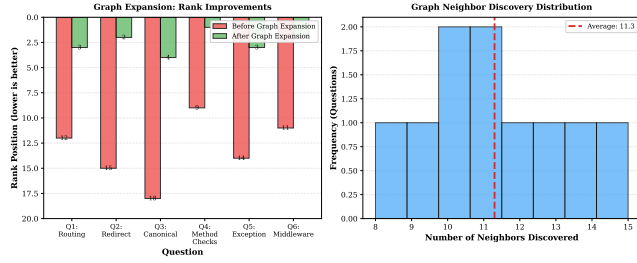 Graph Expansion: Rank Improvements
0.0
2.5
5.0
7.5
10.0
12.5
15.0
17.5
20.0
Rank Position (lower is better)
Before Graph Expansion
After Graph Expansion
12
3
15
2
18
4
9
14
3
11
Q1:
Routing
Q2:
Redirect
Q3:
Canonical
Q4:
Method
Checks
Q5:
Exception
Q6:
Middleware
Question
Graph Neighbor Discovery Distribution
2.00
1.75
1.50
1.25
1.00
0.75
0.50
0.25
0.00
Frequency (Questions)
Average: 11.3
8
9
10
11
12
13
14
15
Number of Neighbors Discovered